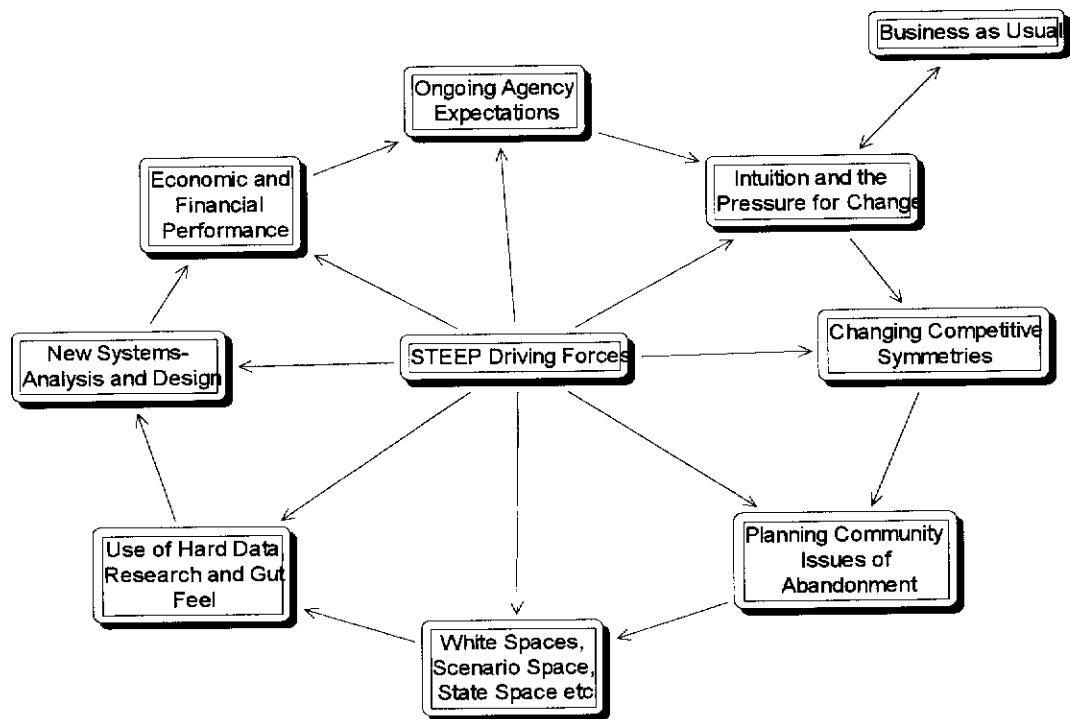 Business as Usual
Ongoing Agency
Expectations
Economic and
Financial
Performance
Intuition and the
Pressure for Change
New Systems-
Analysis and Design
STEEP Driving Forces
Changing Competitive
Symmetries
Use of Hard Data,
Research and Gut
Feel
Planning Community
Issues of
Abandonment
White Spaces,
Scenario Space,
State Space etc